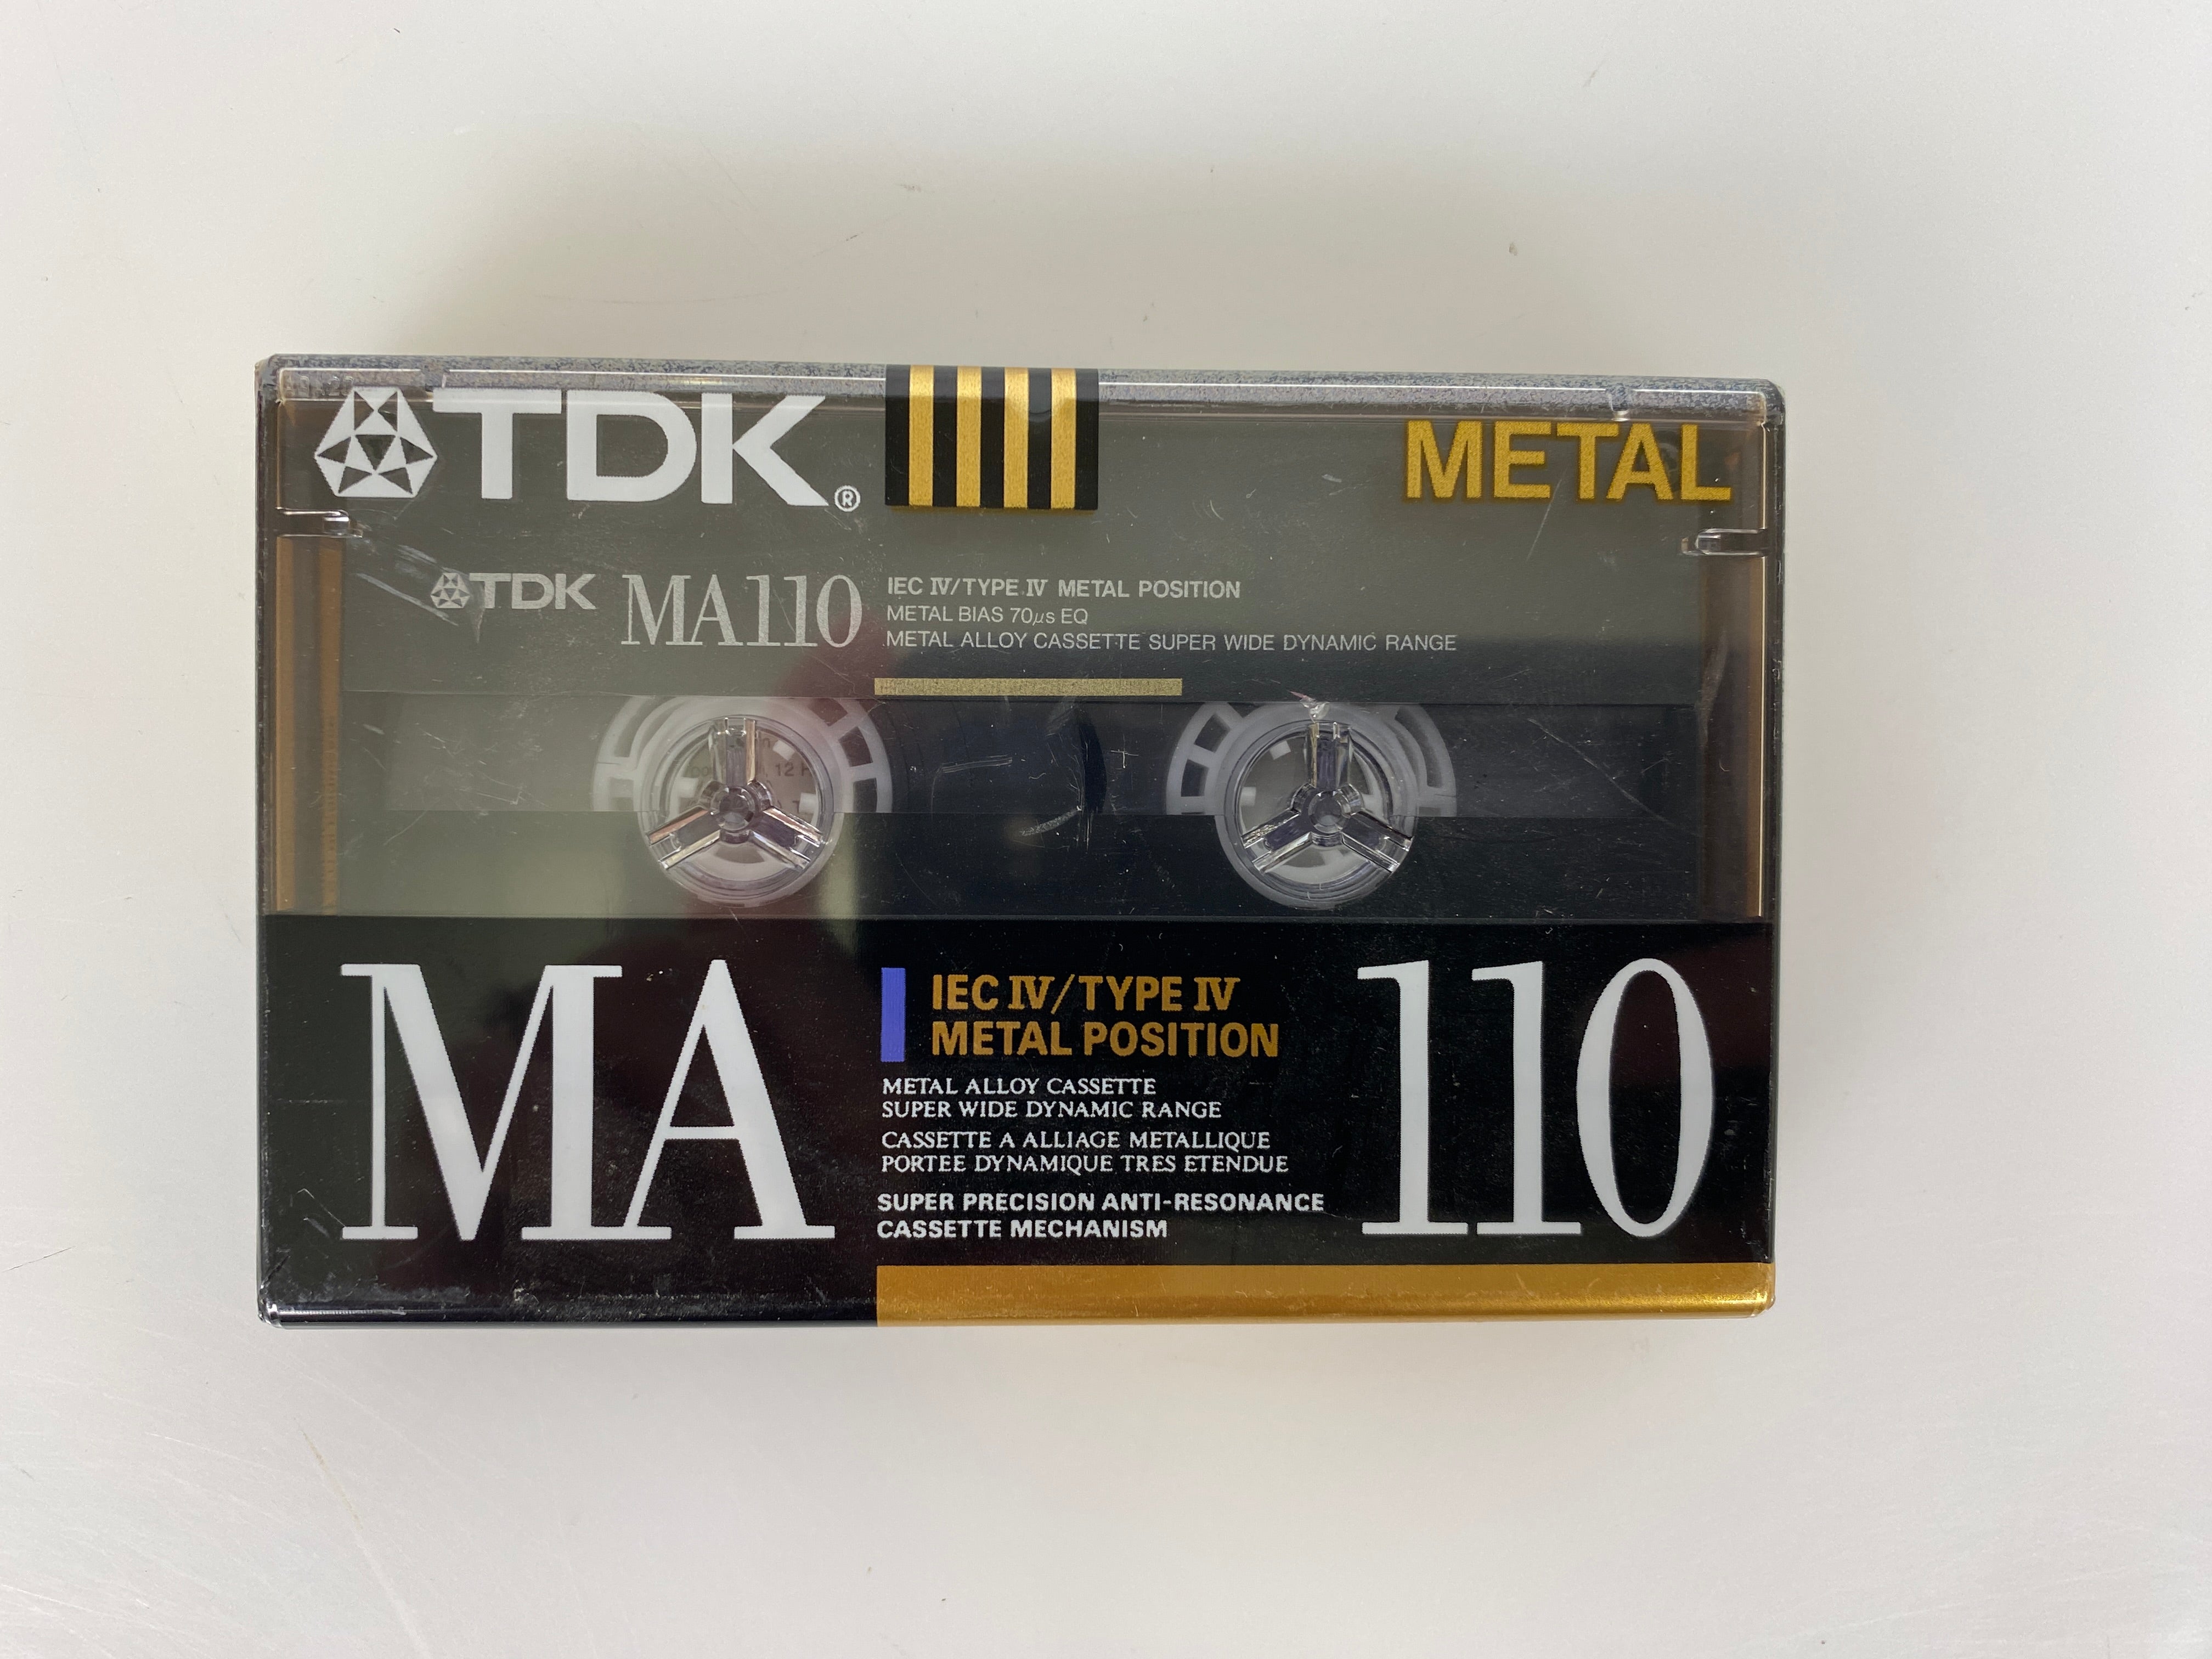 TDK®
METAL
TDK MA110
IEC IV/TYPE IV METAL POSITION
METAL BIAS 70µs EQ
METAL ALLOY CASSETTE SUPER WIDE DYNAMIC RANGE
12
MA
IEC IV/TYPE IV
METAL POSITION
METAL ALLOY CASSETTE
SUPER WIDE DYNAMIC RANGE
CASSETTE A ALLIAGE METALLIQUE
PORTEE DYNAMIQUE TRES ETENDUE
SUPER PRECISION ANTI-RESONANCE
CASSETTE MECHANISM
110